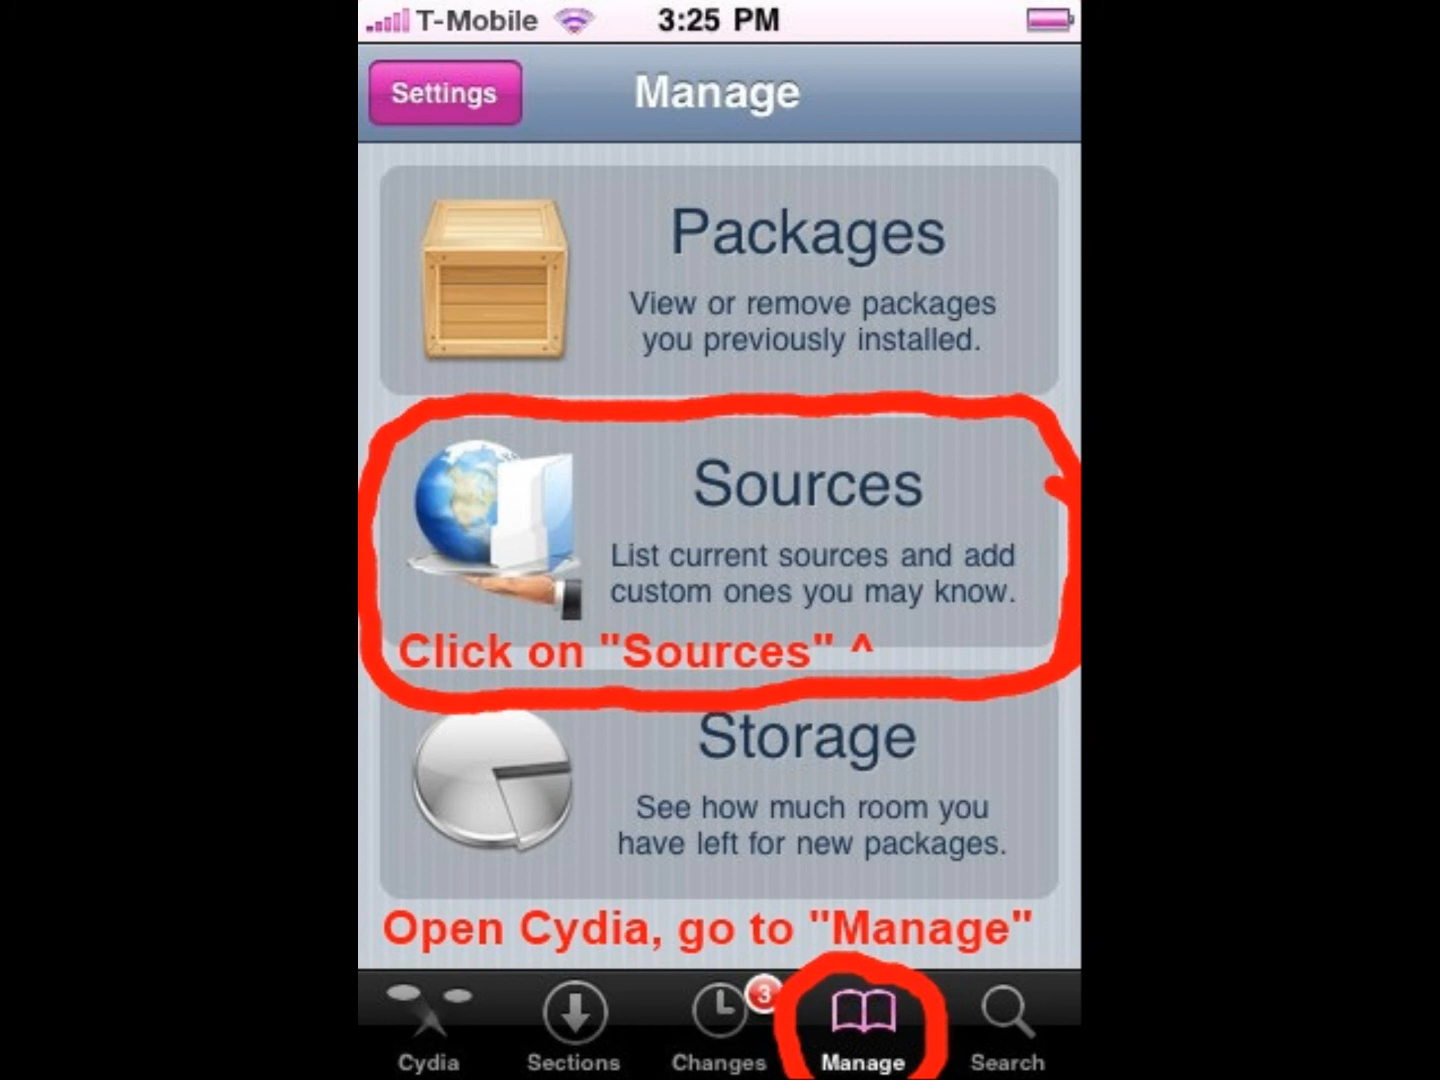 T-Mobile 3:25 PM
Settings Manage
Packages
View or remove packages
you previously installed.
Sources
List current sources and add
custom ones you may know.
Click on "Sources" ^
Storage
See how much room you
have left for new packages.
Open Cydia, go to "Manage"
3
Cydia Sections Changes Manage Search